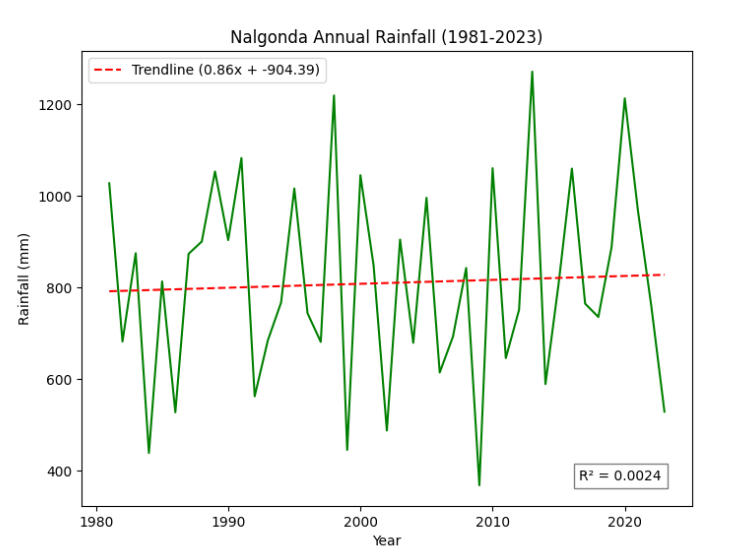 Nalgonda Annual Rainfall (1981-2023)
Trendline (0.86x + -904.39)
1200
1000
800
600
400
Rainfall (mm)
R² = 0.0024
1980
1990
2000
2010
2020
Year